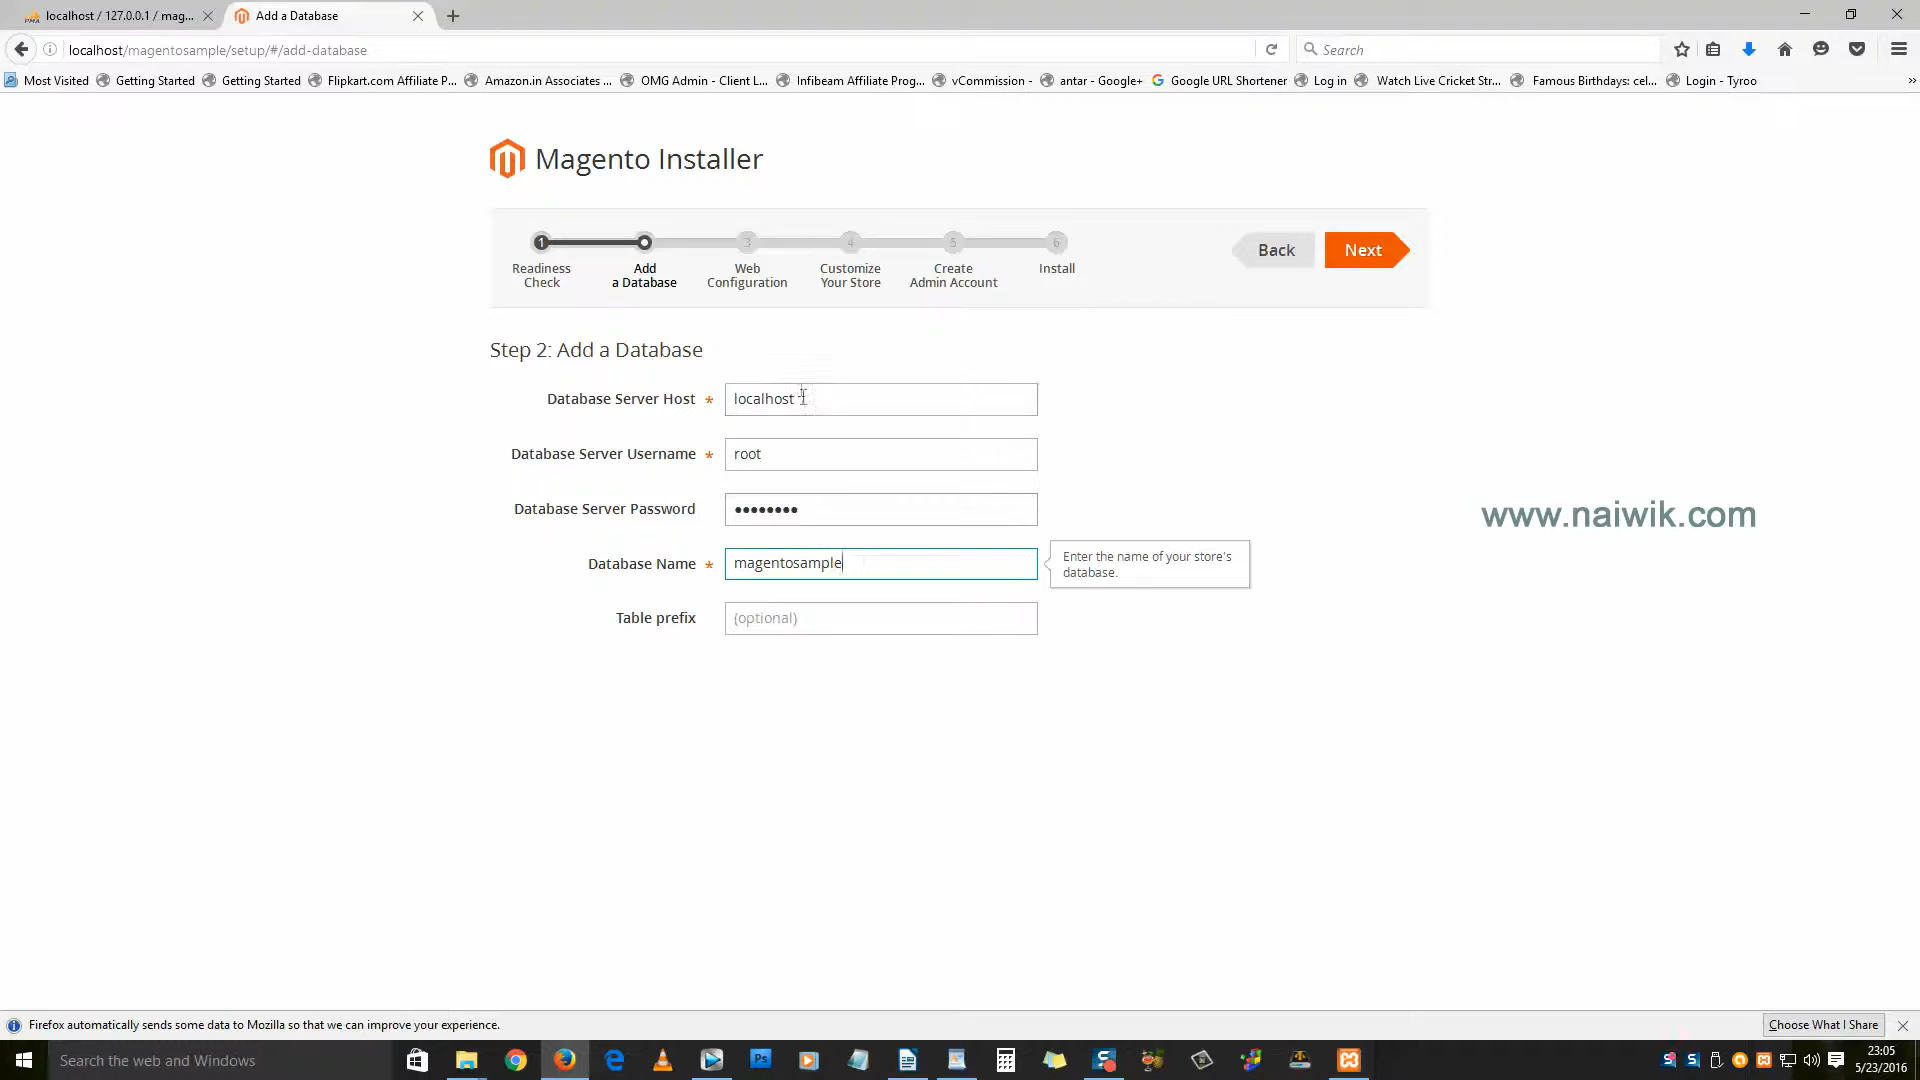 localhost / 127.0.0.1 / mag...
Add a Database
localhost/magentosample/setup/#/add-database
Search
Most Visited
Getting Started
Getting Started
Flipkart.com Affiliate P...
Amazon.in Associates ...
OMG Admin - Client L...
Infibeam Affiliate Prog...
vCommission -
antar - Google+
Google URL Shortener
Log in
Watch Live Cricket Str...
Famous Birthdays: cel...
Login - Tyroo
Magento Installer
1
3
4
5
6
Readiness
Check
Add
a Database
Web
Configuration
Customize
Your Store
Create
Admin Account
Install
Back
Next
Step 2: Add a Database
Database Server Host *
localhost
Database Server Username *
root
Database Server Password
••••••••
Database Name *
magentosample
Enter the name of your store's
database.
Table prefix
(optional)
www.naiwik.com
Firefox automatically sends some data to Mozilla so that we can improve your experience.
Choose What I Share
Search the web and Windows
23:05
5/23/2016